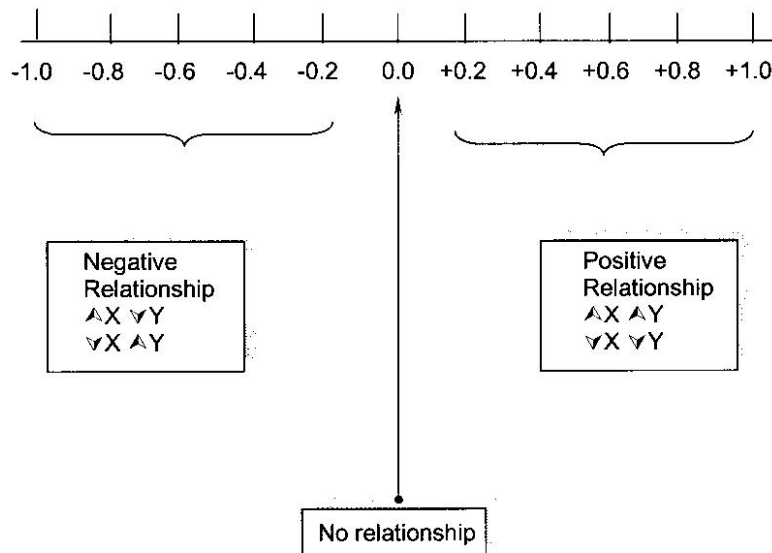 -1.0 -0.8 -0.6 -0.4 -0.2 0.0 +0.2 +0.4 +0.6 +0.8 +1.0
Negative
Relationship
X Y
X Y
Positive
Relationship
X Y
X Y
No relationship